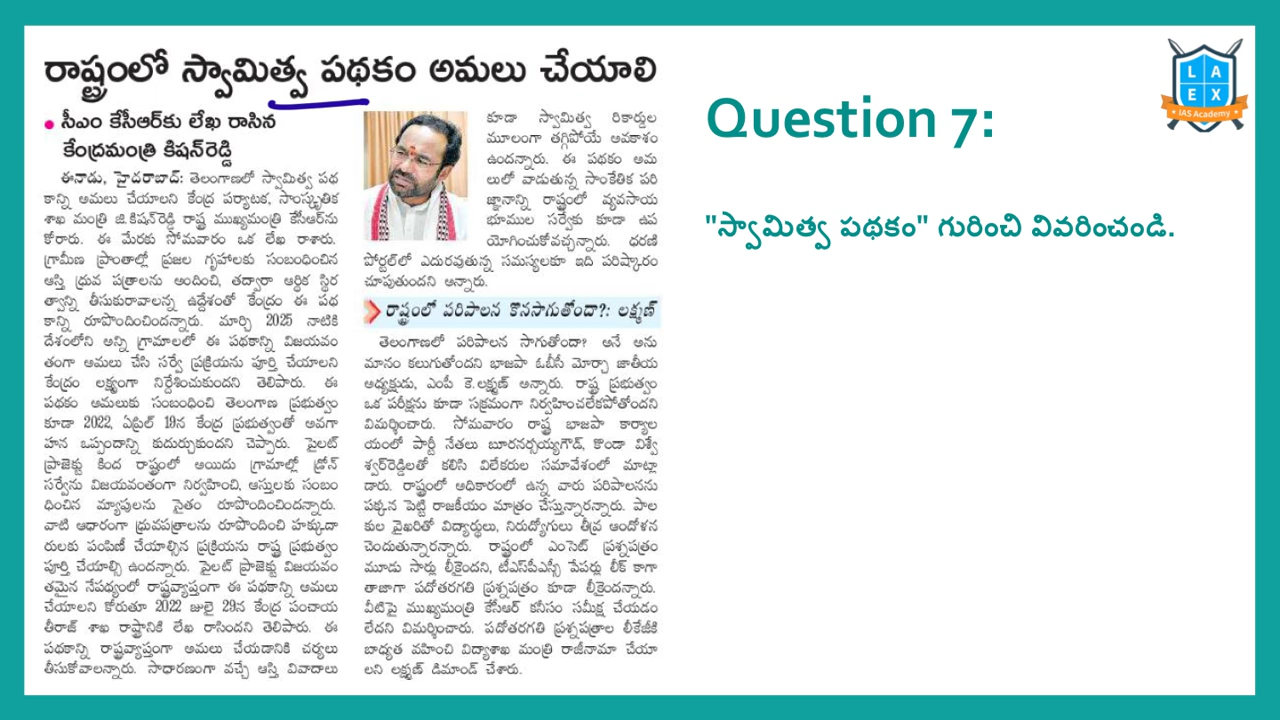 రాష్ట్రంలో స్వామిత్వ పథకం అమలు చేయాలి
• సీఎం కేసీఆర్‌కు లేఖ రాసిన
కేంద్రమంత్రి కిషన్‌రెడ్డి
ఈనాడు, హైదరాబాద్: తెలంగాణలో స్వామిత్వ పథ
కాన్ని అమలు చేయాలని కేంద్ర పర్యాటక, సాంస్కృతిక
శాఖ మంత్రి జి.కిషన్‌రెడ్డి రాష్ట్ర ముఖ్యమంత్రి కేసీఆర్‌ను
కోరారు. ఈ మేరకు సోమవారం ఒక లేఖ రాశారు.
గ్రామీణ ప్రాంతాల్లో ప్రజల గృహాలకు సంబంధించిన
ఆస్తి ధ్రువ పత్రాలను అందించి, తద్వారా ఆర్థిక స్థిర
త్వాన్ని తీసుకురావాలన్న ఉద్దేశంతో కేంద్రం ఈ పథ
కాన్ని రూపొందించిందన్నారు. మార్చి 2025 నాటికి
దేశంలోని అన్ని గ్రామాలలో ఈ పథకాన్ని విజయవం
తంగా అమలు చేసి సర్వే ప్రక్రియను పూర్తి చేయాలని
కేంద్రం లక్ష్యంగా నిర్దేశించుకుందని తెలిపారు. ఈ
పథకం అమలుకు సంబంధించి తెలంగాణ ప్రభుత్వం
కూడా 2022, ఏప్రిల్ 19న కేంద్ర ప్రభుత్వంతో అవగా
హన ఒప్పందాన్ని కుదుర్చుకుందని చెప్పారు. పైలట్
ప్రాజెక్టు కింద రాష్ట్రంలో అయిదు గ్రామాల్లో డ్రోన్
సర్వేను విజయవంతంగా నిర్వహించి, ఆస్తులకు సంబం
ధించిన మ్యాపులను సైతం రూపొందించిందన్నారు.
వాటి ఆధారంగా ధ్రువపత్రాలను రూపొందించి హక్కుదా
రులకు పంపిణీ చేయాల్సిన ప్రక్రియను రాష్ట్ర ప్రభుత్వం
పూర్తి చేయాల్సి ఉందన్నారు. పైలట్ ప్రాజెక్టు విజయవం
తమైన నేపథ్యంలో రాష్ట్రవ్యాప్తంగా ఈ పథకాన్ని అమలు
చేయాలని కోరుతూ 2022 జులై 29న కేంద్ర పంచాయ
తీరాజ్ శాఖ రాష్ట్రానికి లేఖ రాసిందని తెలిపారు. ఈ
పథకాన్ని రాష్ట్రవ్యాప్తంగా అమలు చేయడానికి చర్యలు
తీసుకోవాలన్నారు. సాధారణంగా వచ్చే ఆస్తి వివాదాలు
కూడా స్వామిత్వ రికార్డుల
మూలంగా తగ్గిపోయే అవకాశం
ఉందన్నారు. ఈ పథకం అమ
లులో వాడుతున్న సాంకేతిక పరి
జ్ఞానాన్ని రాష్ట్రంలో వ్యవసాయ
భూముల సర్వేకు కూడా ఉప
యోగించుకోవచ్చన్నారు. ధరణి
పోర్టల్‌లో ఎదురవుతున్న సమస్యలకూ ఇది పరిష్కారం
చూపుతుందని అన్నారు.
రాష్ట్రంలో పరిపాలన కొనసాగుతోందా?: లక్ష్మణ్
తెలంగాణలో పరిపాలన సాగుతోందా? అనే అను
మానం కలుగుతోందని భాజపా ఓబీసీ మోర్చా జాతీయ
అధ్యక్షుడు, ఎంపీ కె.లక్ష్మణ్ అన్నారు. రాష్ట్ర ప్రభుత్వం
ఒక పరీక్షను కూడా సక్రమంగా నిర్వహించలేకపోతోందని
విమర్శించారు. సోమవారం రాష్ట్ర భాజపా కార్యాల
యంలో పార్టీ నేతలు బూరనర్సయ్యగౌడ్, కొండా విశ్వే
శ్వర్‌రెడ్డిలతో కలిసి విలేకరుల సమావేశంలో మాట్లా
డారు. రాష్ట్రంలో అధికారంలో ఉన్న వారు పరిపాలనను
పక్కన పెట్టి రాజకీయం మాత్రం చేస్తున్నారన్నారు. పాల
కుల వైఖరితో విద్యార్థులు, నిరుద్యోగులు తీవ్ర ఆందోళన
చెందుతున్నారన్నారు. రాష్ట్రంలో ఎంసెట్ ప్రశ్నపత్రం
మూడు సార్లు లీకైందని, టీఎస్‌పీఎస్సీ పేపర్లు లీక్ కాగా
తాజాగా పదోతరగతి ప్రశ్నపత్రం కూడా లీకైందన్నారు.
వీటిపై ముఖ్యమంత్రి కేసీఆర్ కనీసం సమీక్ష చేయడం
లేదని విమర్శించారు. పదోతరగతి ప్రశ్నపత్రాల లీకేజీకి
బాధ్యత వహించి విద్యాశాఖ మంత్రి రాజీనామా చేయా
లని లక్ష్మణ్ డిమాండ్ చేశారు.
Question 7:
"స్వామిత్వ పథకం" గురించి వివరించండి.
L A
E X
IAS Academy